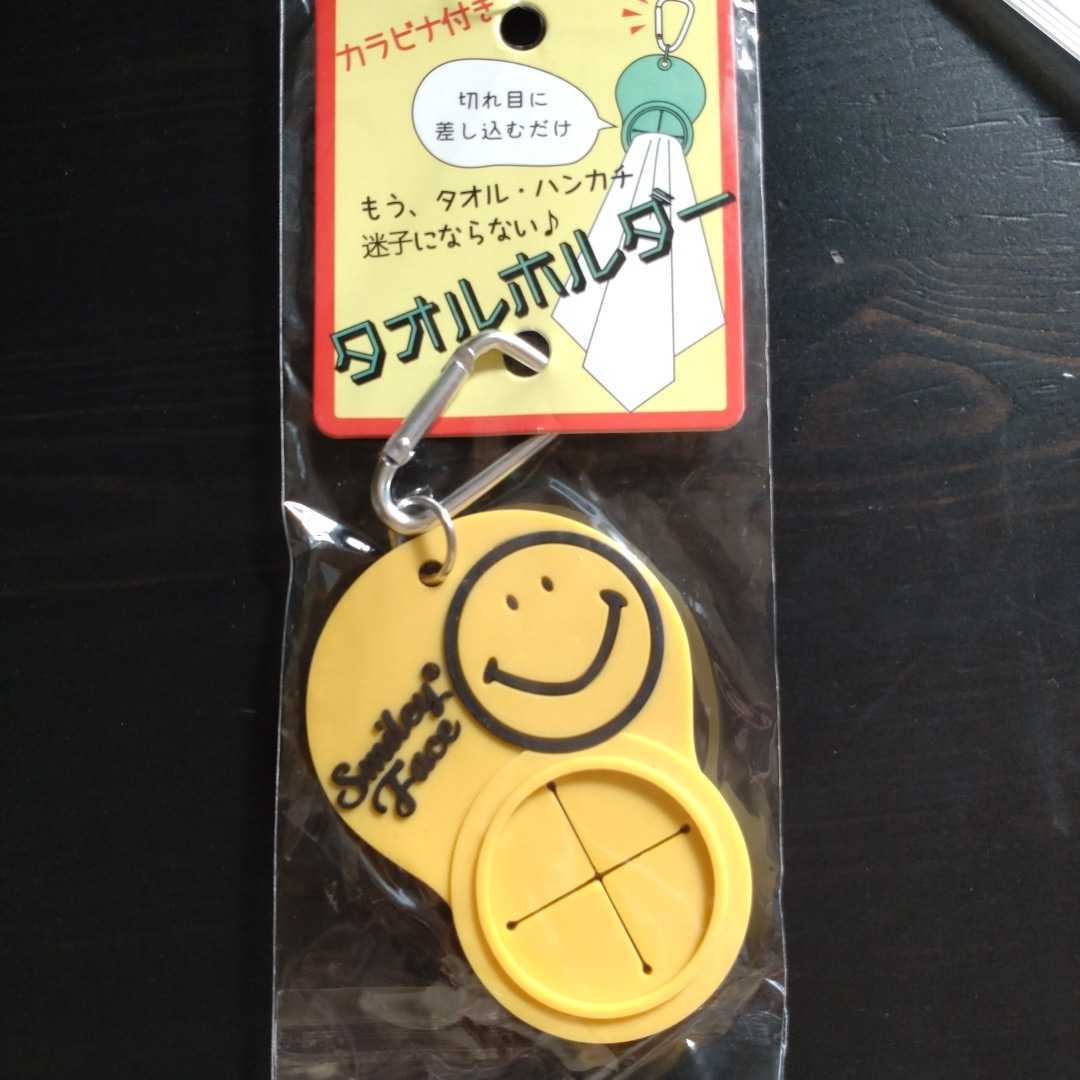 カラビナ付き
切れ目に
差し込むだけ
もう、タオル・ハンカチ
迷子にならない♪
タオルホルダー
Smiley®
Face